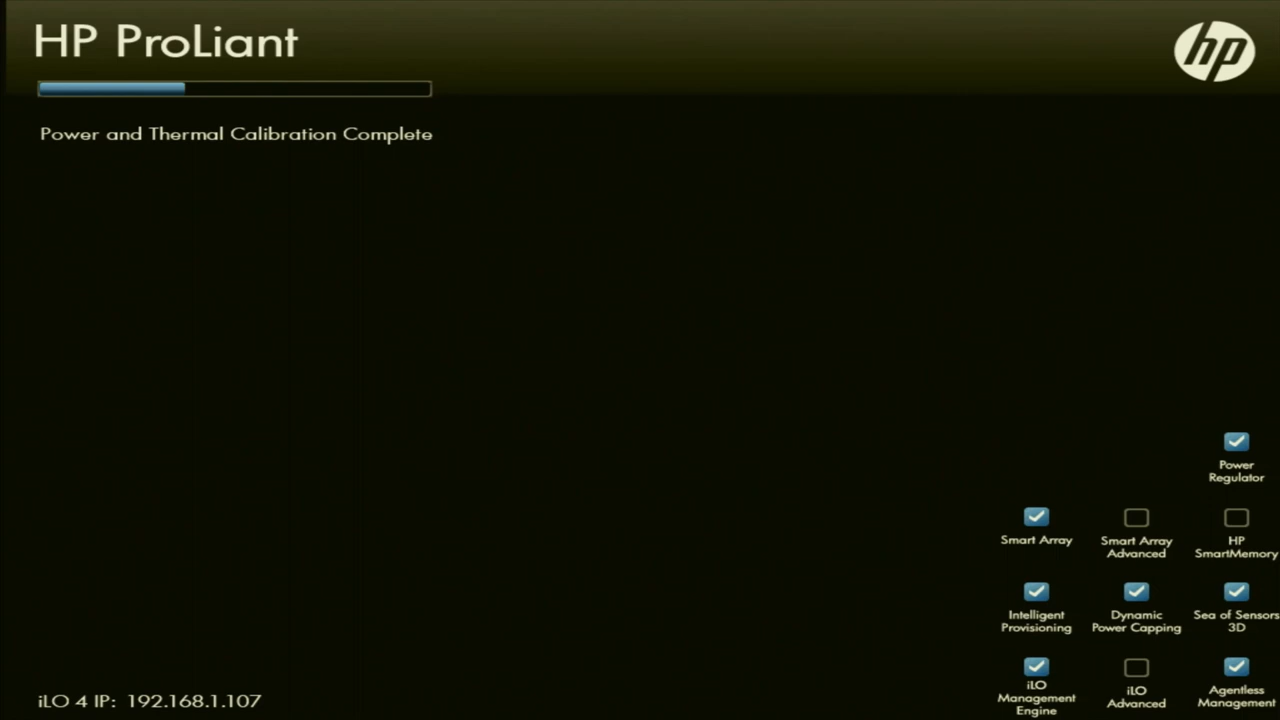 HP ProLiant
hp
Power and Thermal Calibration Complete
Power
Regulator
Smart Array
Smart Array
Advanced
HP
SmartMemory
Intelligent
Provisioning
Dynamic
Power Capping
Sea of Sensors
3D
iLO
Management
Engine
iLO
Advanced
Agentless
Management
iLO 4 IP: 192.168.1.107